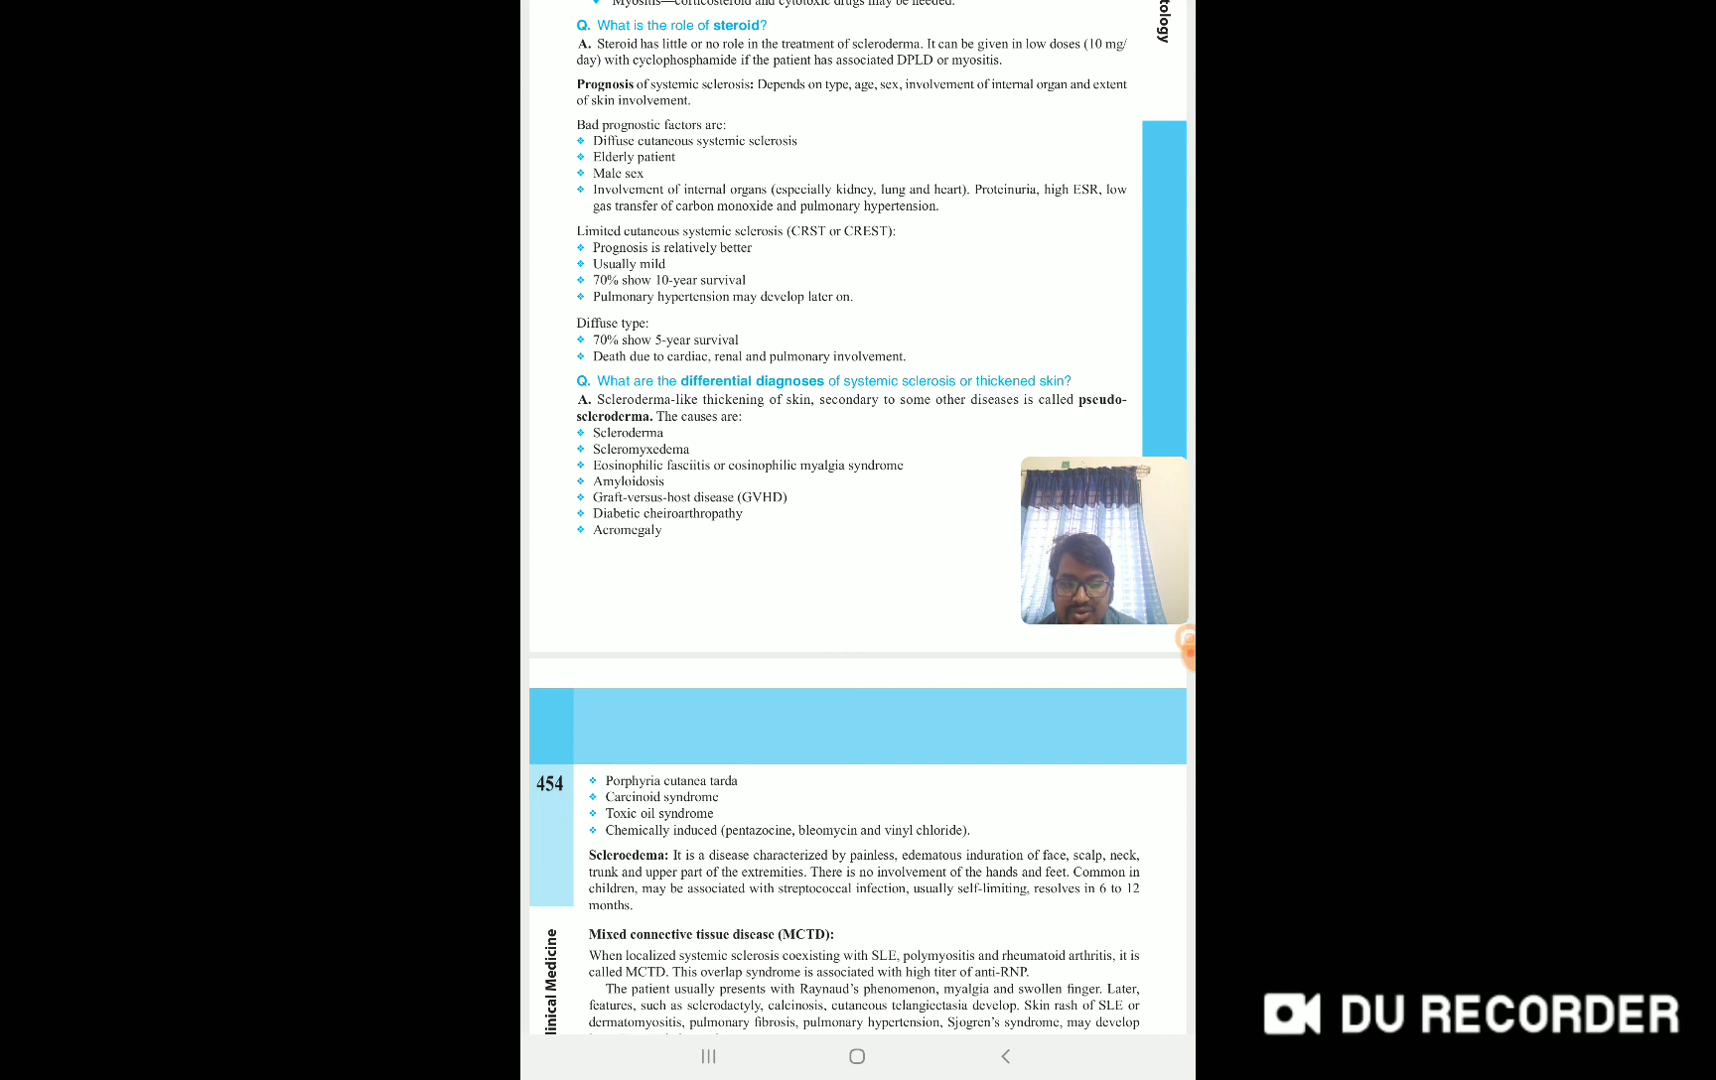 Myositis—corticosteroid and cytotoxic drugs may be needed.
tology
Q. What is the role of steroid?
A. Steroid has little or no role in the treatment of scleroderma. It can be given in low doses (10 mg/
day) with cyclophosphamide if the patient has associated DPLD or myositis.
Prognosis of systemic sclerosis: Depends on type, age, sex, involvement of internal organ and extent
of skin involvement.
Bad prognostic factors are:
❖ Diffuse cutaneous systemic sclerosis
❖ Elderly patient
❖ Male sex
❖ Involvement of internal organs (especially kidney, lung and heart). Proteinuria, high ESR, low
gas transfer of carbon monoxide and pulmonary hypertension.
Limited cutaneous systemic sclerosis (CRST or CREST):
❖ Prognosis is relatively better
❖ Usually mild
❖ 70% show 10-year survival
❖ Pulmonary hypertension may develop later on.
Diffuse type:
❖ 70% show 5-year survival
❖ Death due to cardiac, renal and pulmonary involvement.
Q. What are the differential diagnoses of systemic sclerosis or thickened skin?
A. Scleroderma-like thickening of skin, secondary to some other diseases is called pseudo-
scleroderma. The causes are:
❖ Scleroderma
❖ Scleromyxedema
❖ Eosinophilic fasciitis or eosinophilic myalgia syndrome
❖ Amyloidosis
❖ Graft-versus-host disease (GVHD)
❖ Diabetic cheiroarthropathy
❖ Acromegaly
454
❖ Porphyria cutanea tarda
❖ Carcinoid syndrome
❖ Toxic oil syndrome
❖ Chemically induced (pentazocine, bleomycin and vinyl chloride).
Scleroedema: It is a disease characterized by painless, edematous induration of face, scalp, neck,
trunk and upper part of the extremities. There is no involvement of the hands and feet. Common in
children, may be associated with streptococcal infection, usually self-limiting, resolves in 6 to 12
months.
Mixed connective tissue disease (MCTD):
When localized systemic sclerosis coexisting with SLE, polymyositis and rheumatoid arthritis, it is
called MCTD. This overlap syndrome is associated with high titer of anti-RNP.
The patient usually presents with Raynaud's phenomenon, myalgia and swollen finger. Later,
features, such as sclerodactyly, calcinosis, cutaneous telangiectasia develop. Skin rash of SLE or
dermatomyositis, pulmonary fibrosis, pulmonary hypertension, Sjogren's syndrome, may develop
linical Medicine
DU RECORDER